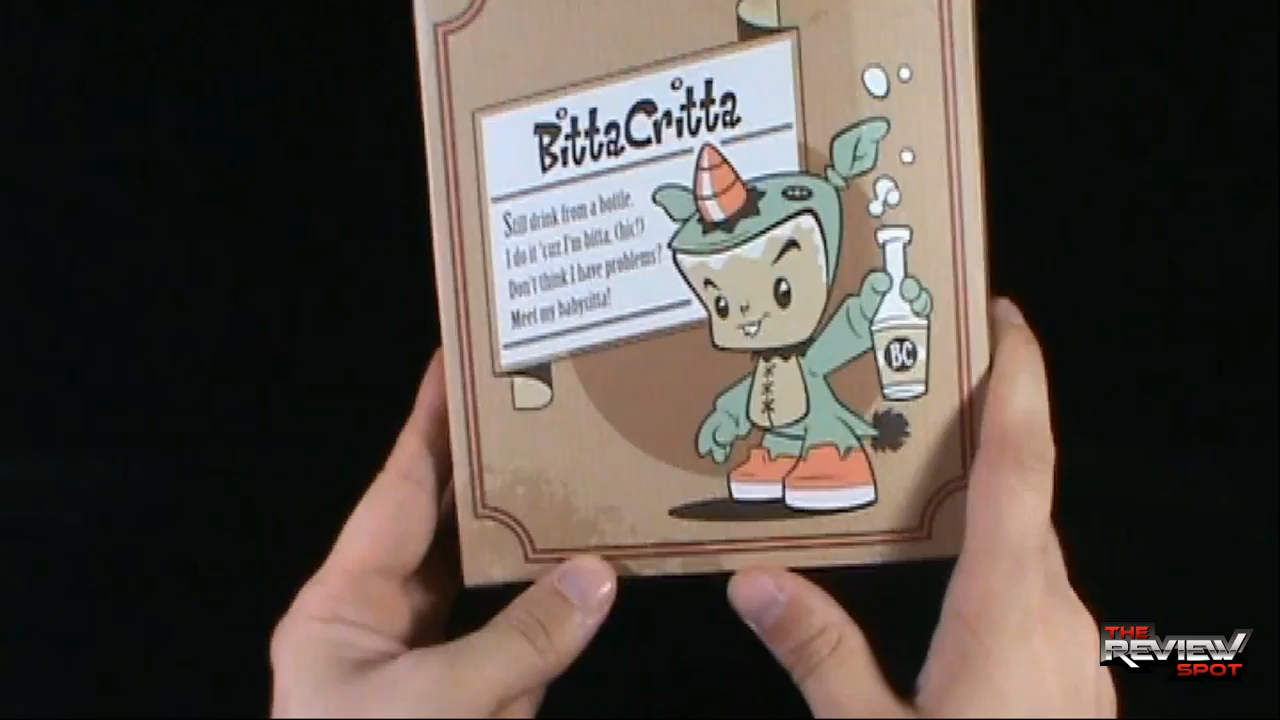 BittaCritta
Still drink from a bottle.
I do it 'cuz I'm bitta. (hic!)
Don't think I have problems?
Meet my babysitta!
BC
THE
REVIEW
SPOT